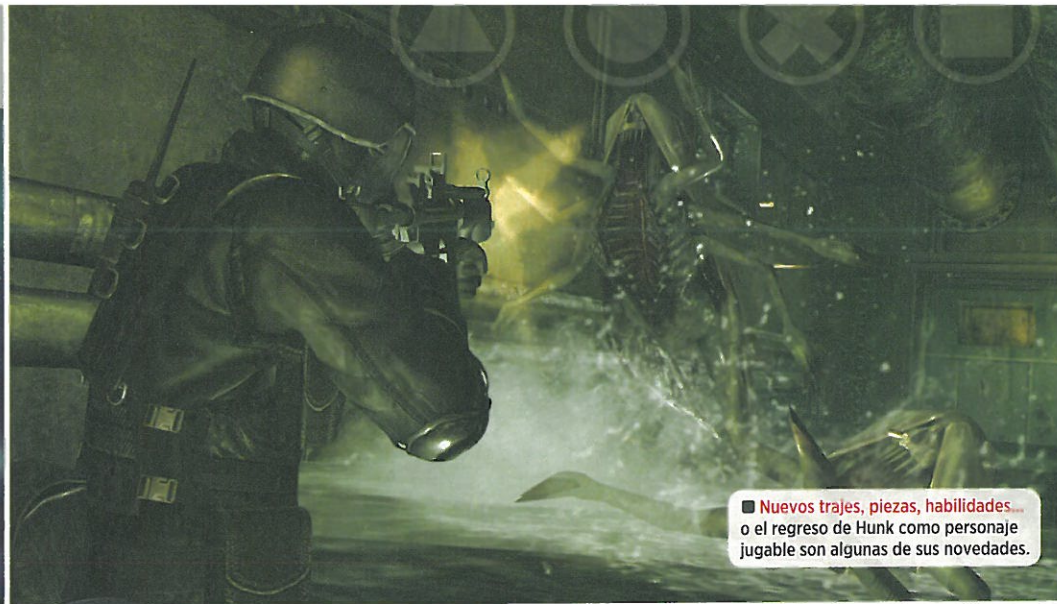 ■ Nuevos trajes, piezas, habilidades...
o el regreso de Hunk como personaje
jugable son algunas de sus novedades.